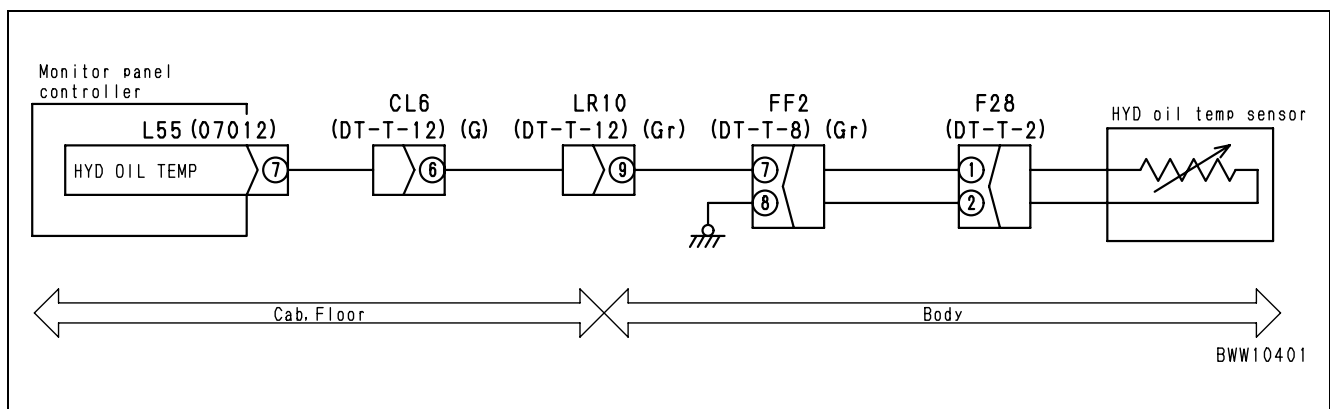 Monitor panel
controller
CL6
LR10
FF2
F28
HYD oil temp sensor
L55 (07012)
(DT-T-12) (G)
(DT-T-12) (Gr)
(DT-T-8) (Gr)
(DT-T-2)
HYD OIL TEMP
7
6
9
7
1
8
2
Cab. Floor
Body
BWW10401